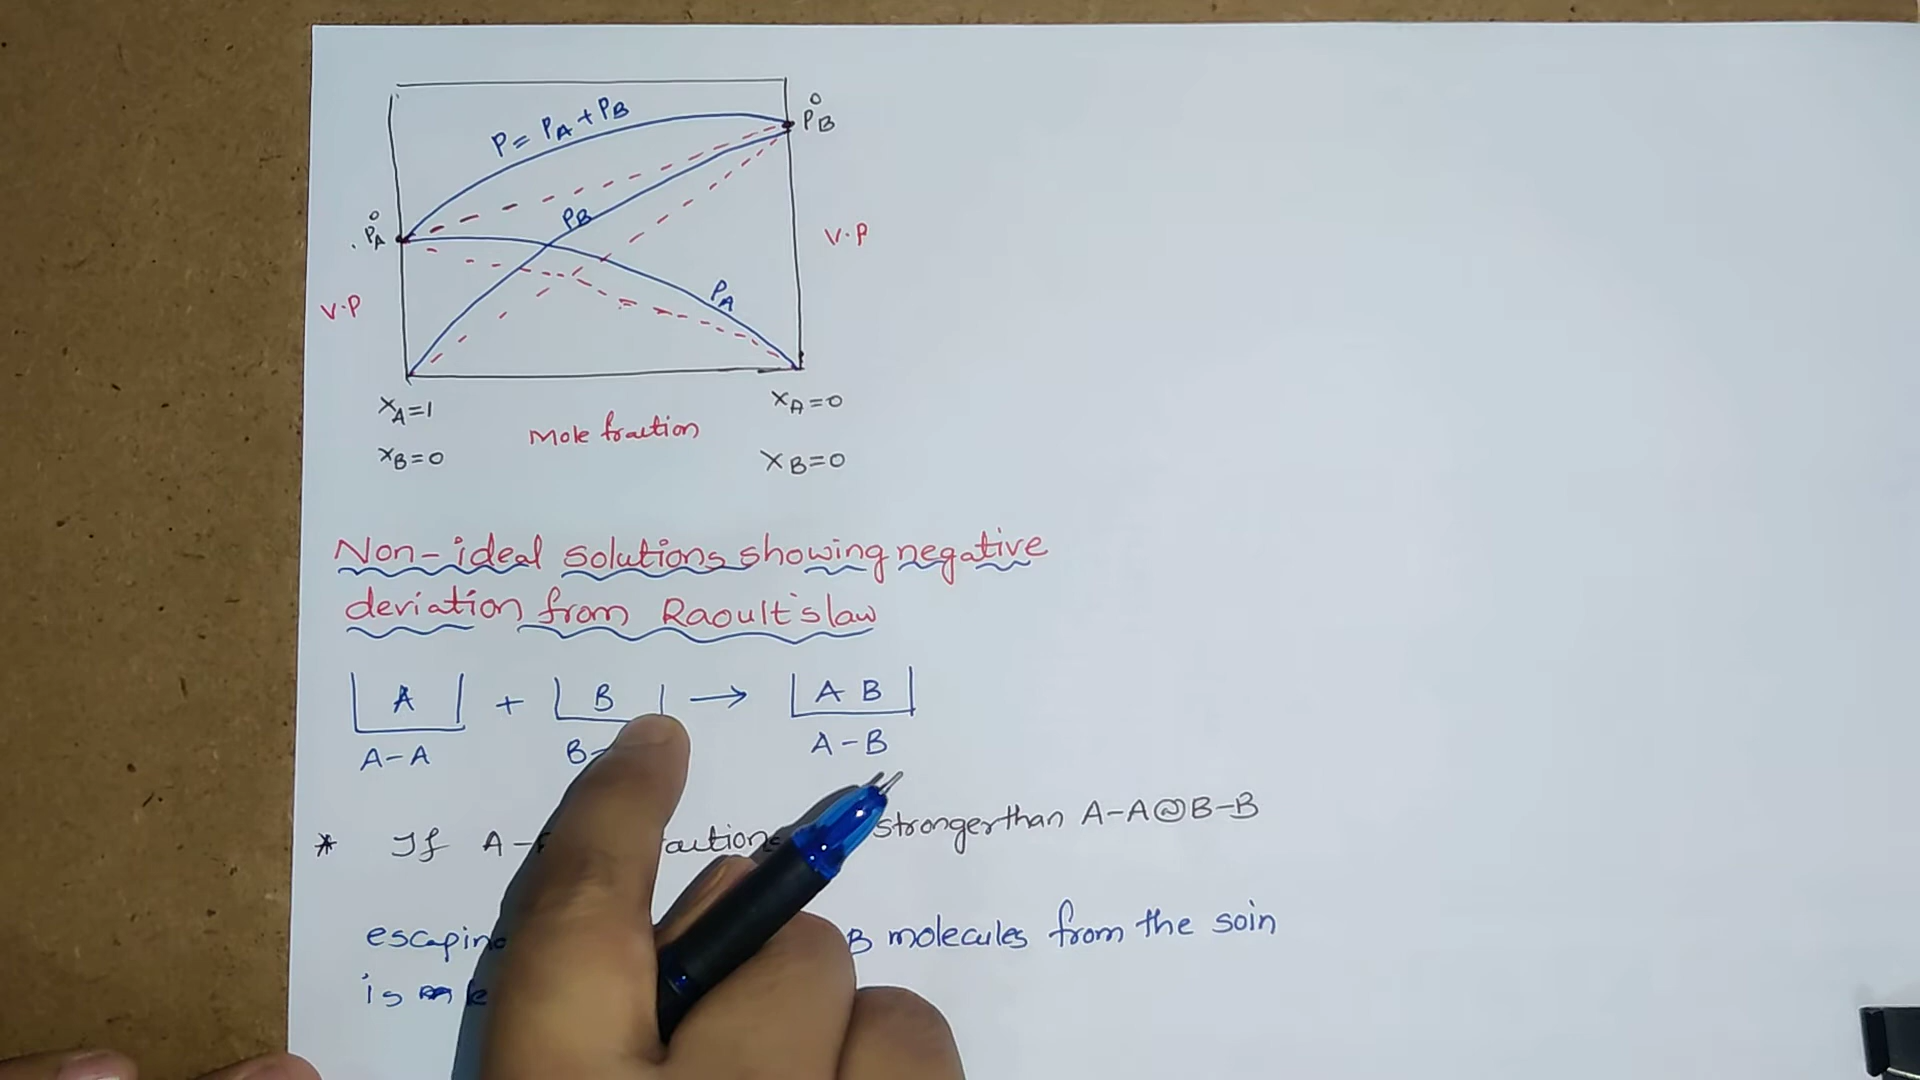 P = PA + PB
P°B
P°A
PB
PA
V.P
V.P
XA=1
XA=0
Mole fraction
XB=0
XB=0
Non-ideal solutions showing negative
deviation from Raoult's law
A + B → A B
A-A B- A-B
* If A- stronger than A-A @ B-B
B molecules from the soln
is